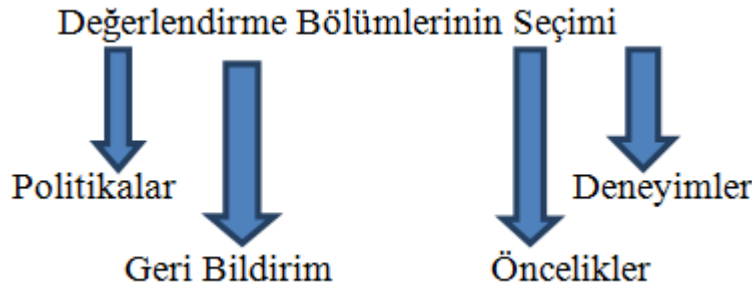 Değerlendirme Bölümlerinin Seçimi
Politikalar
Deneyimler
Geri Bildirim
Öncelikler